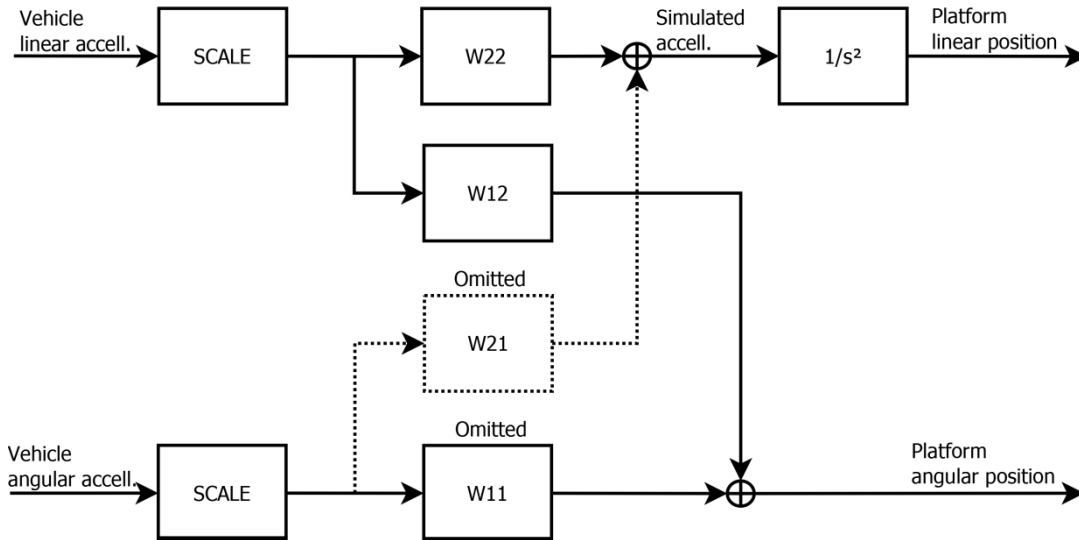 Vehicle
linear accell.
SCALE
W22
Simulated
accell.
1/s²
Platform
linear position
W12
Omitted
W21
Omitted
Vehicle
angular accell.
SCALE
W11
Platform
angular position